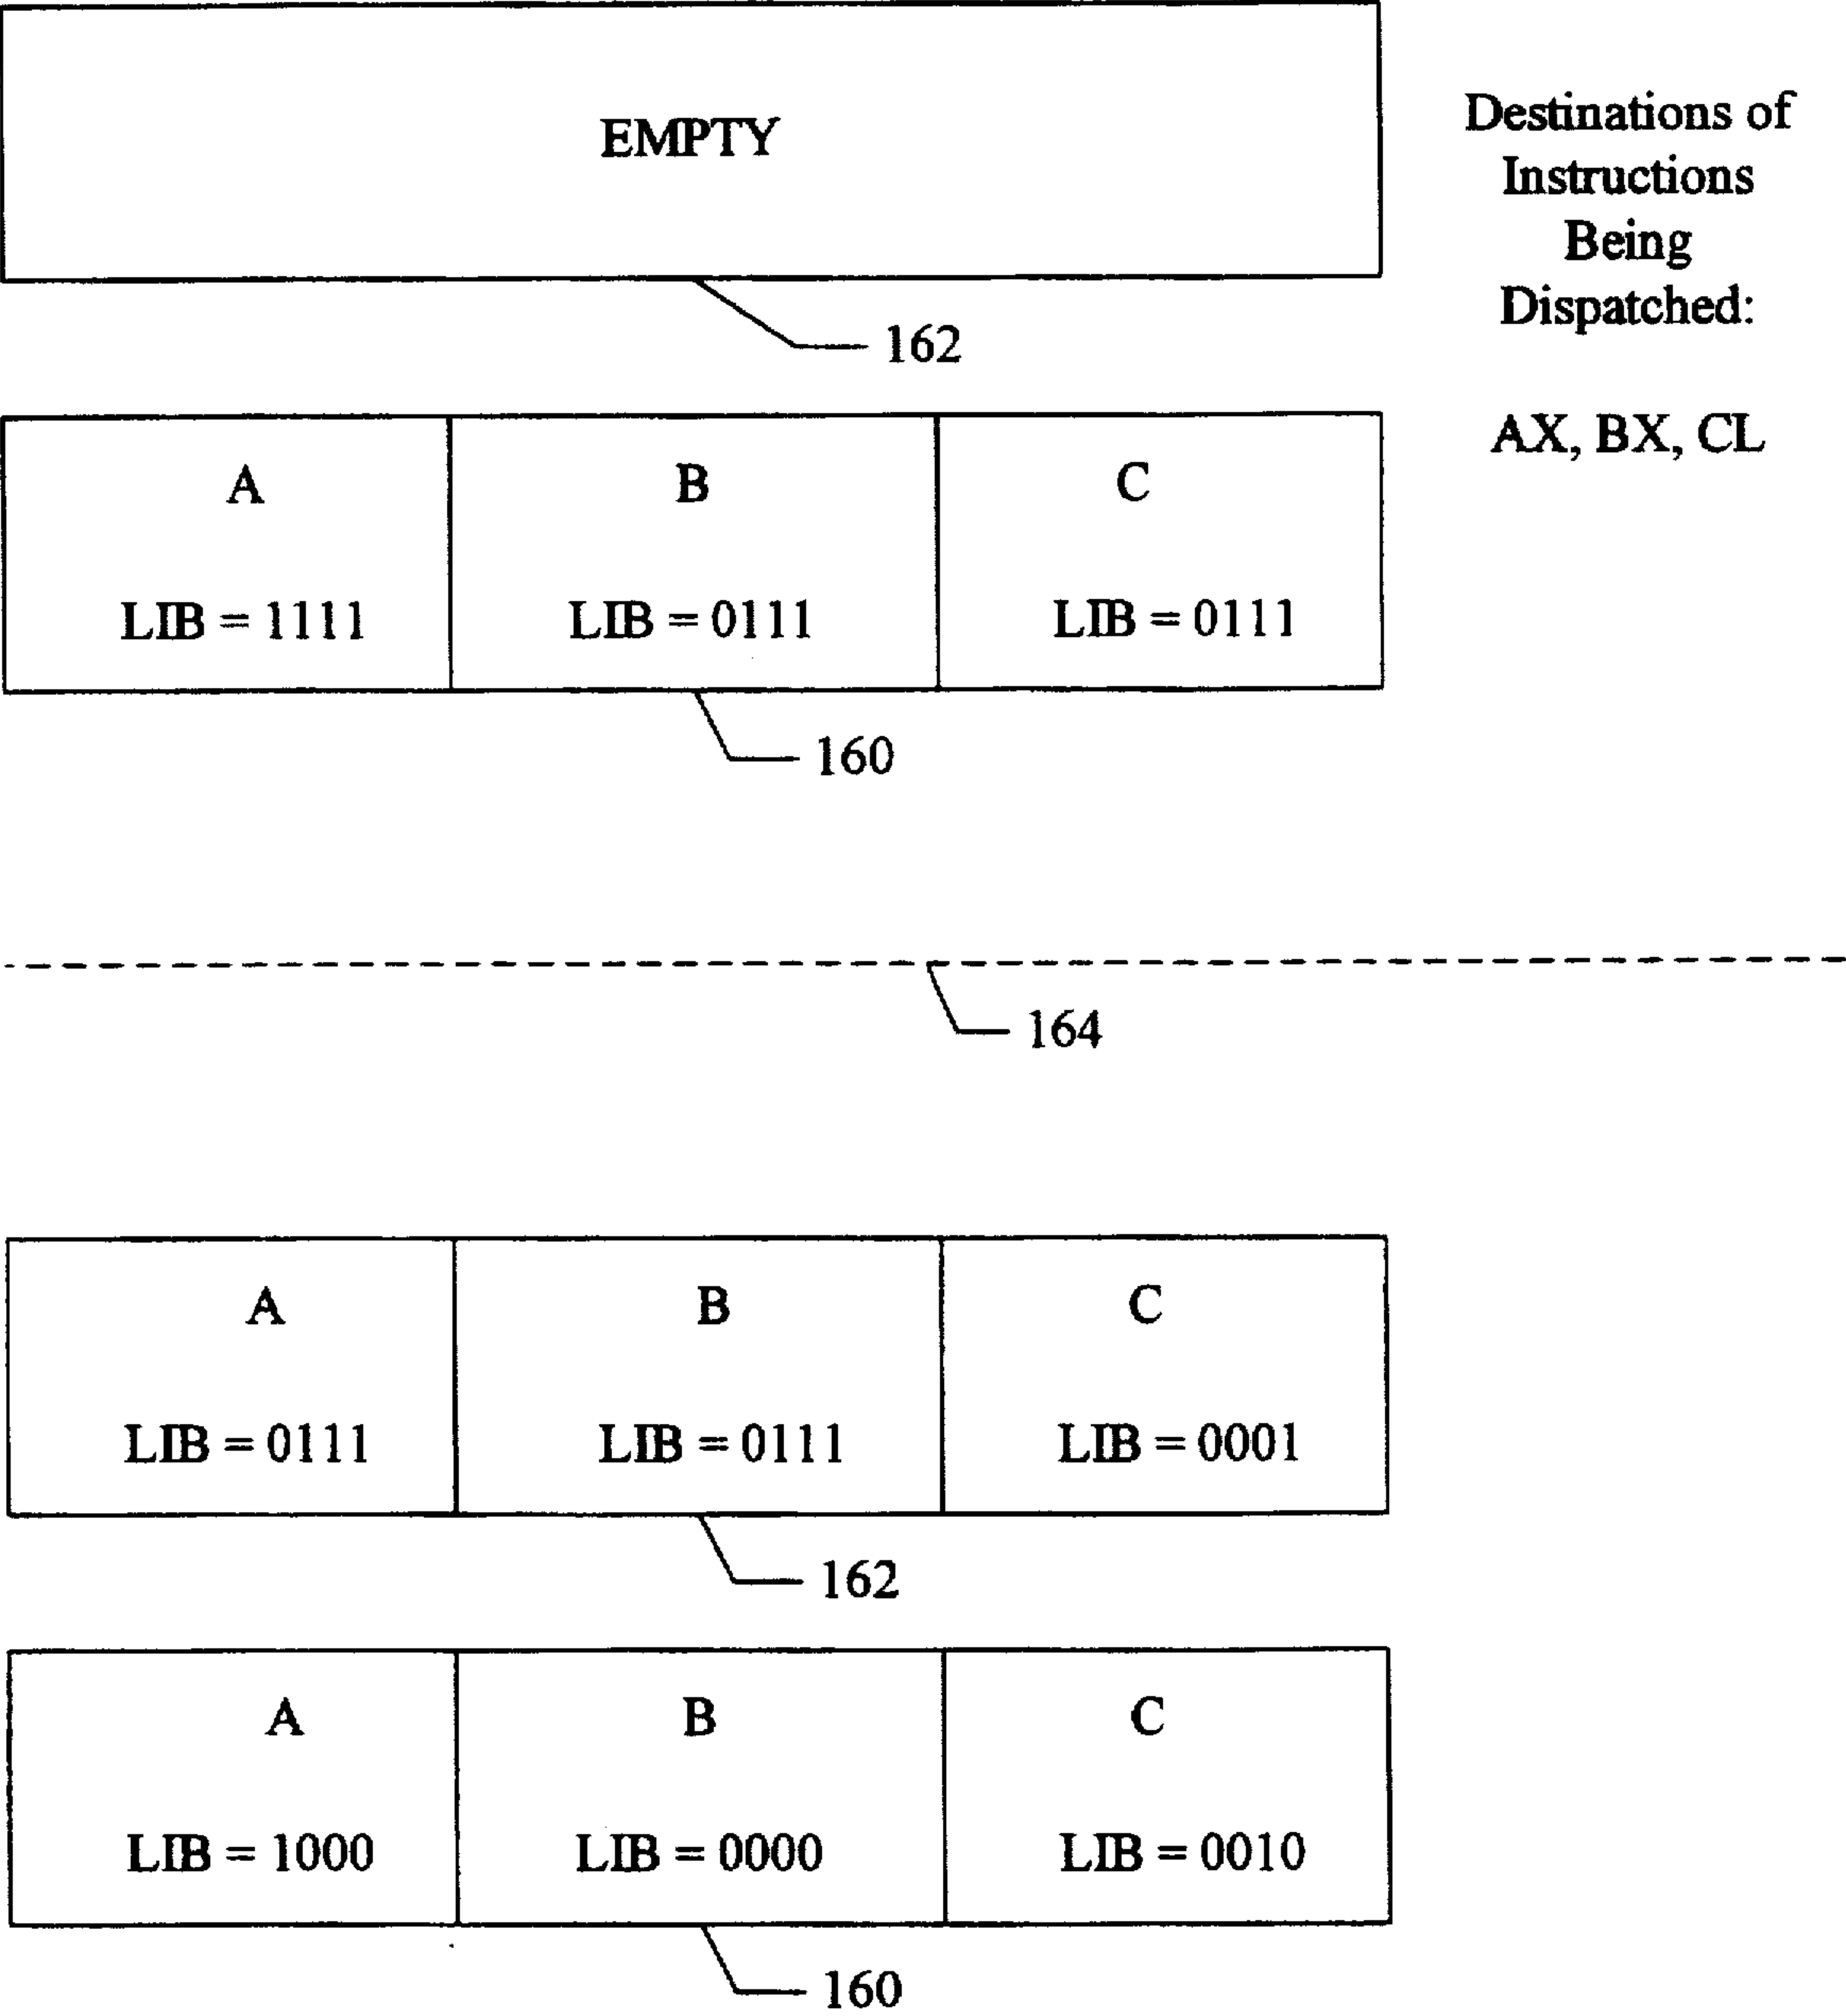 EMPTY
Destinations of
Instructions
Being
Dispatched:
162
AX, BX, CL
A B C
LIB = 1111 LIB = 0111 LIB = 0111
160
164
A B C
LIB = 0111 LIB = 0111 LIB = 0001
162
A B C
LIB = 1000 LIB = 0000 LIB = 0010
160